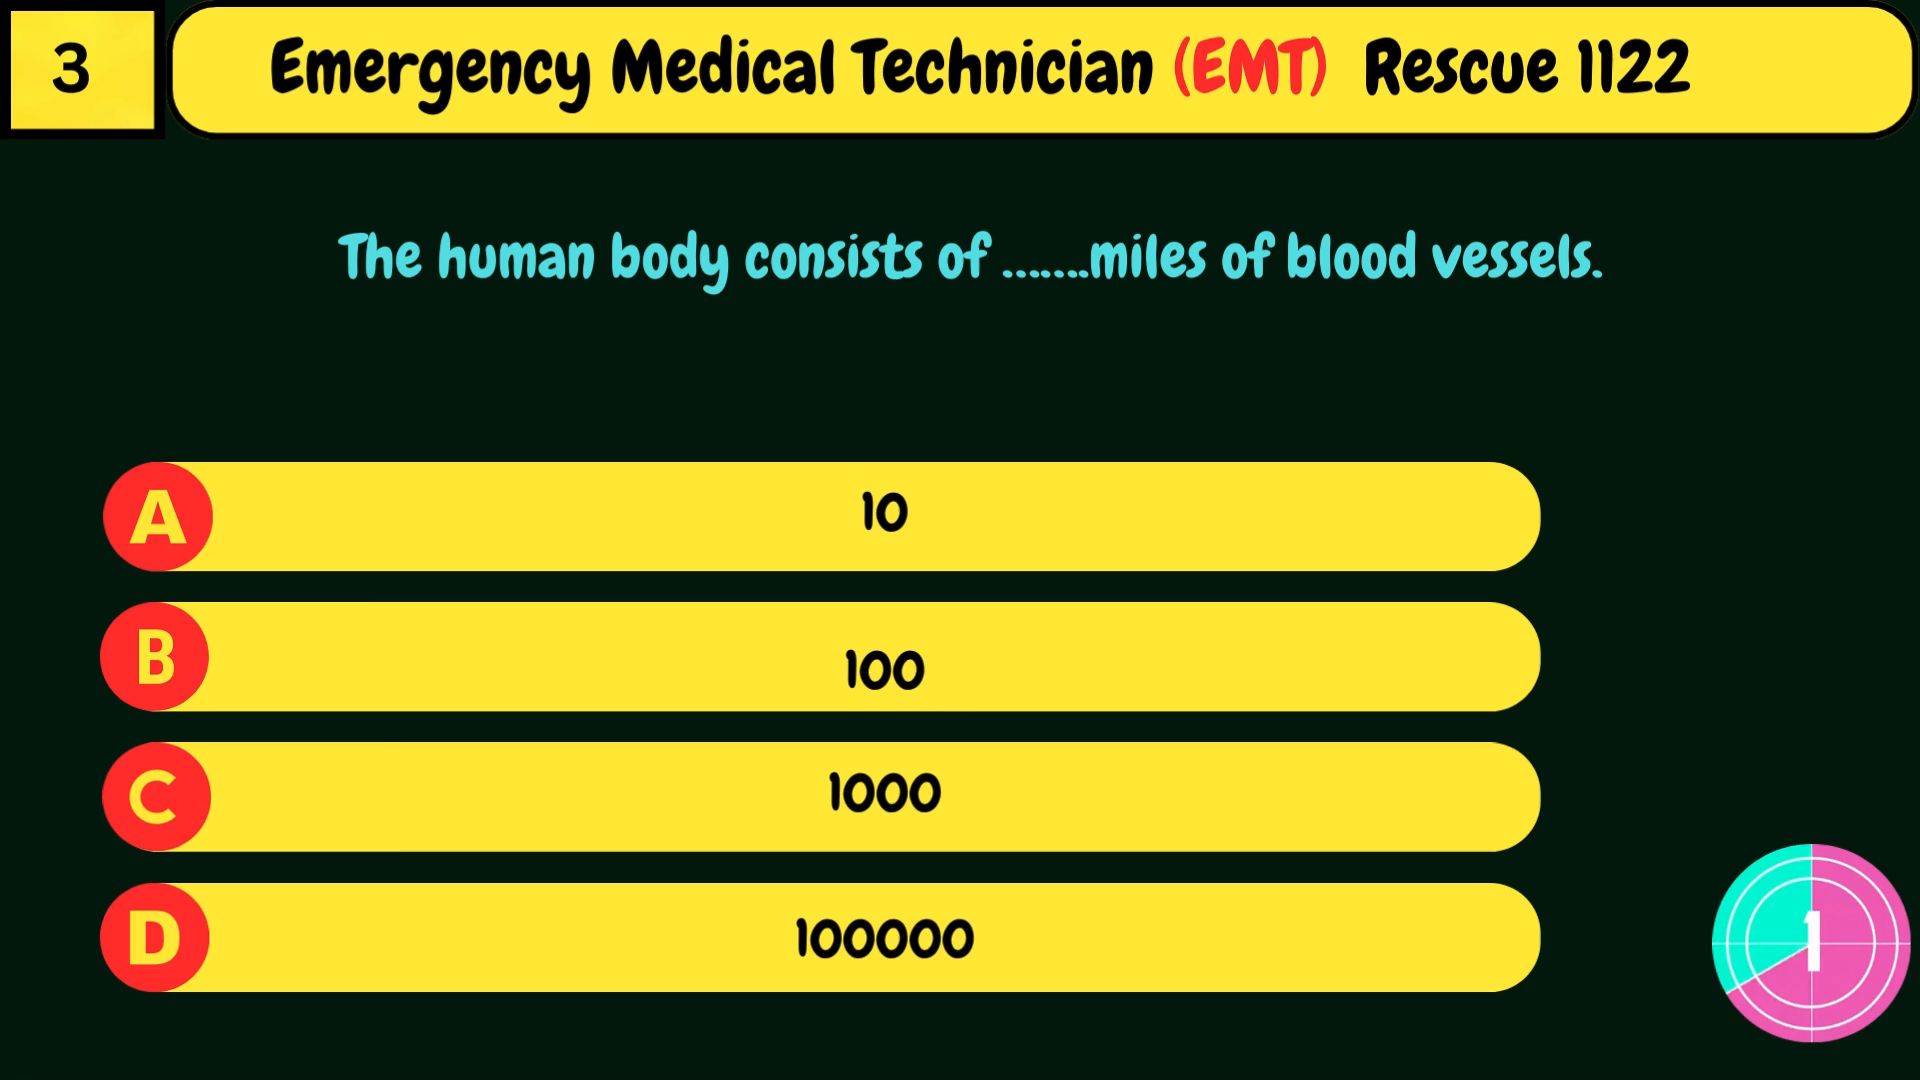 3
Emergency Medical Technician (EMT) Rescue 1122
The human body consists of .......miles of blood vessels.
A 10
B 100
C 1000
D 100000
1